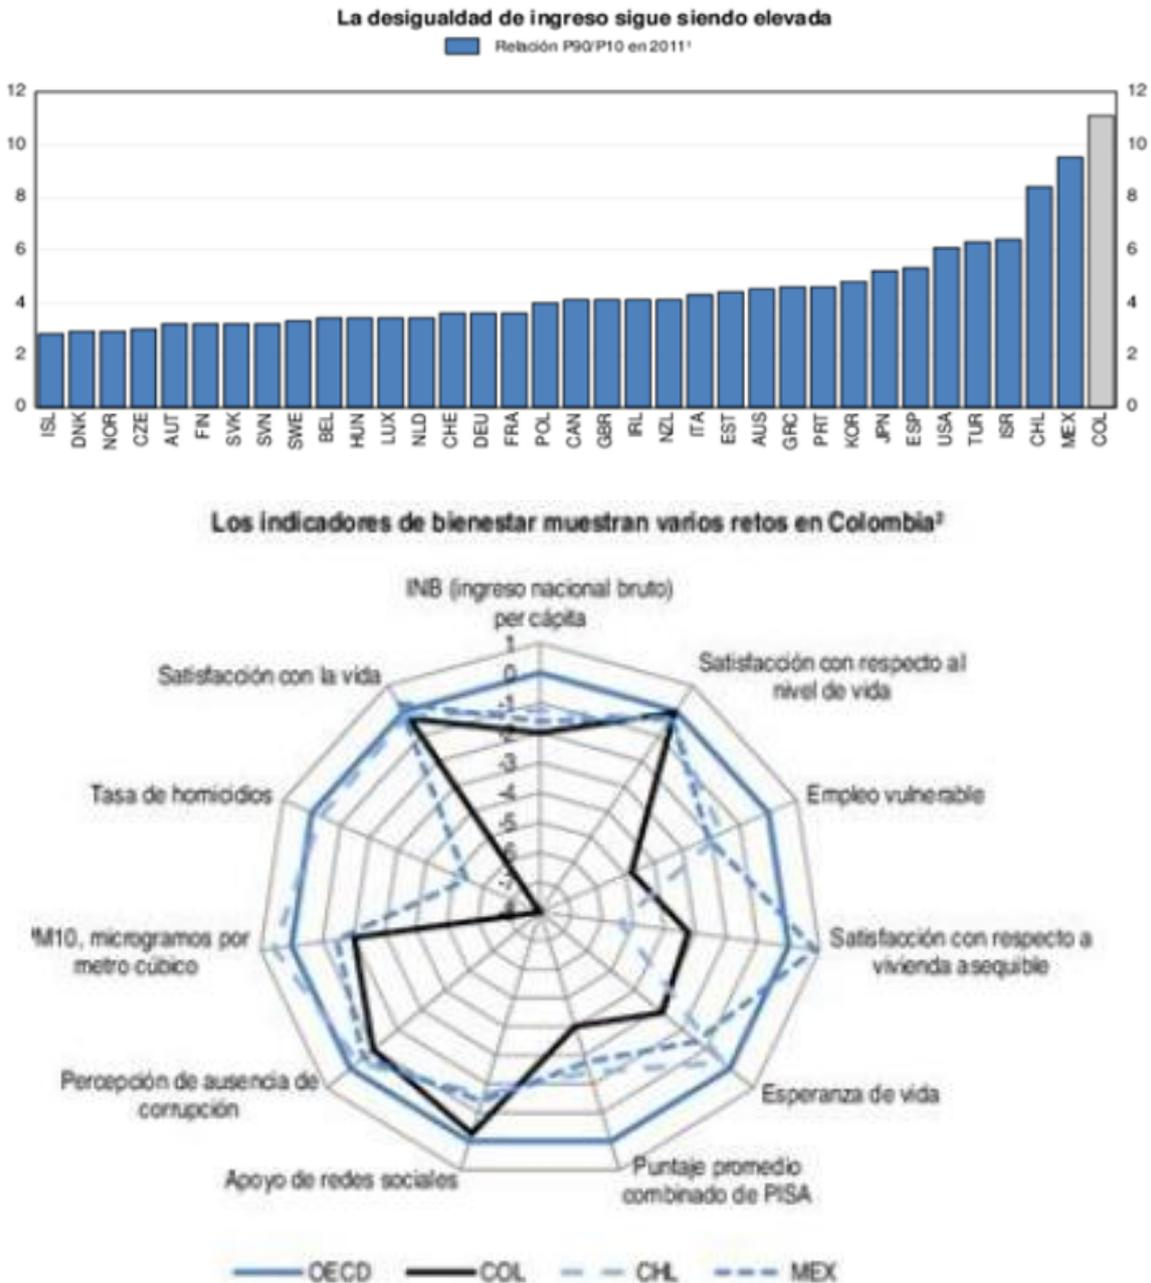 La desigualdad de ingreso sigue siendo elevada
Relación P90/P10 en 2011¹
12 12
10 10
8 8
6 6
4 4
2 2
0 0
ISL DNK NOR CZE AUT FIN SVK SVN SWE BEL HUN LUX NLD CHE DEU FRA POL CAN GBR IRL NZL ITA EST AUS GRC PRT KOR JPN ESP USA TUR ISR CHL MEX COL
Los indicadores de bienestar muestran varios retos en Colombia²
INB (ingreso nacional bruto)
per cápita
Satisfacción con respecto al
nivel de vida
Empleo vulnerable
Satisfacción con respecto a
vivienda asequible
Esperanza de vida
Puntaje promedio
combinado de PISA
Apoyo de redes sociales
Percepción de ausencia de
corrupción
M10, microgramos por
metro cúbico
Tasa de homicidios
Satisfacción con la vida
1
0
-1
-3
-4
-5
OECD COL CHL MEX